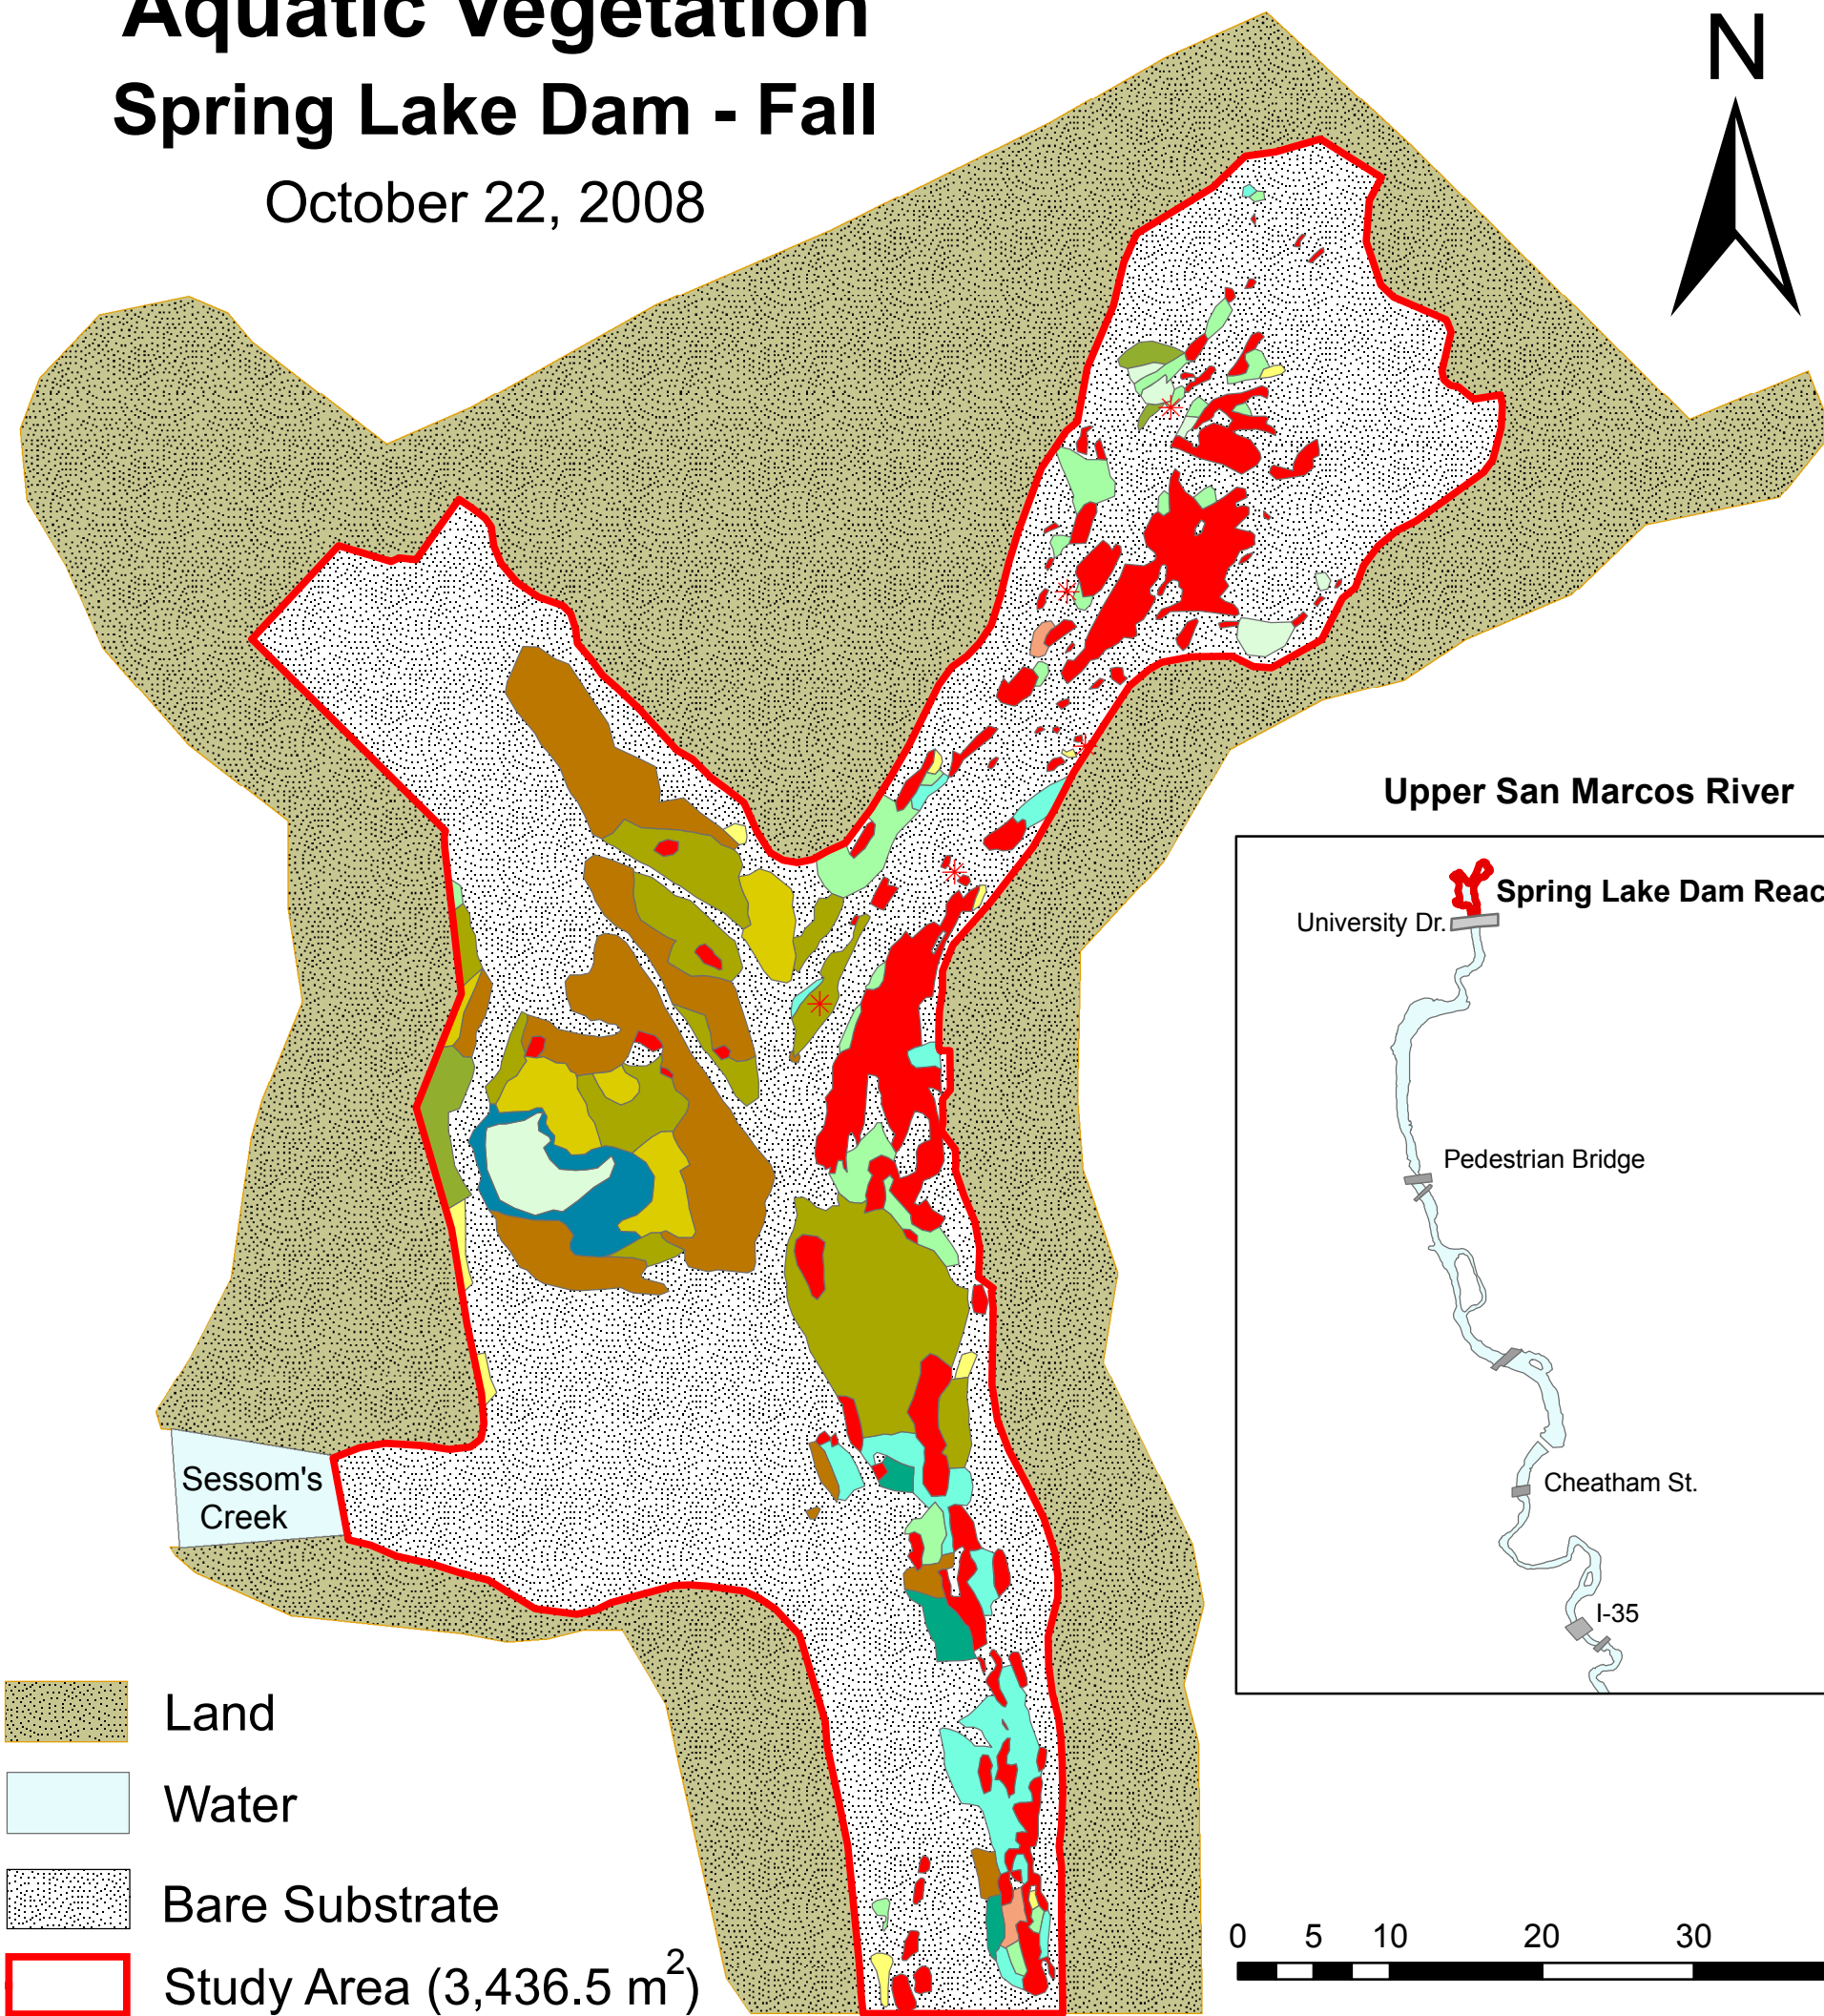 Aquatic Vegetation
Spring Lake Dam - Fall
October 22, 2008
N
Upper San Marcos River
Spring Lake Dam Reac
University Dr.
Pedestrian Bridge
Cheatham St.
I-35
Sessom's
Creek
Land
Water
Bare Substrate
Study Area (3,436.5 m2)
0 5 10 20 30